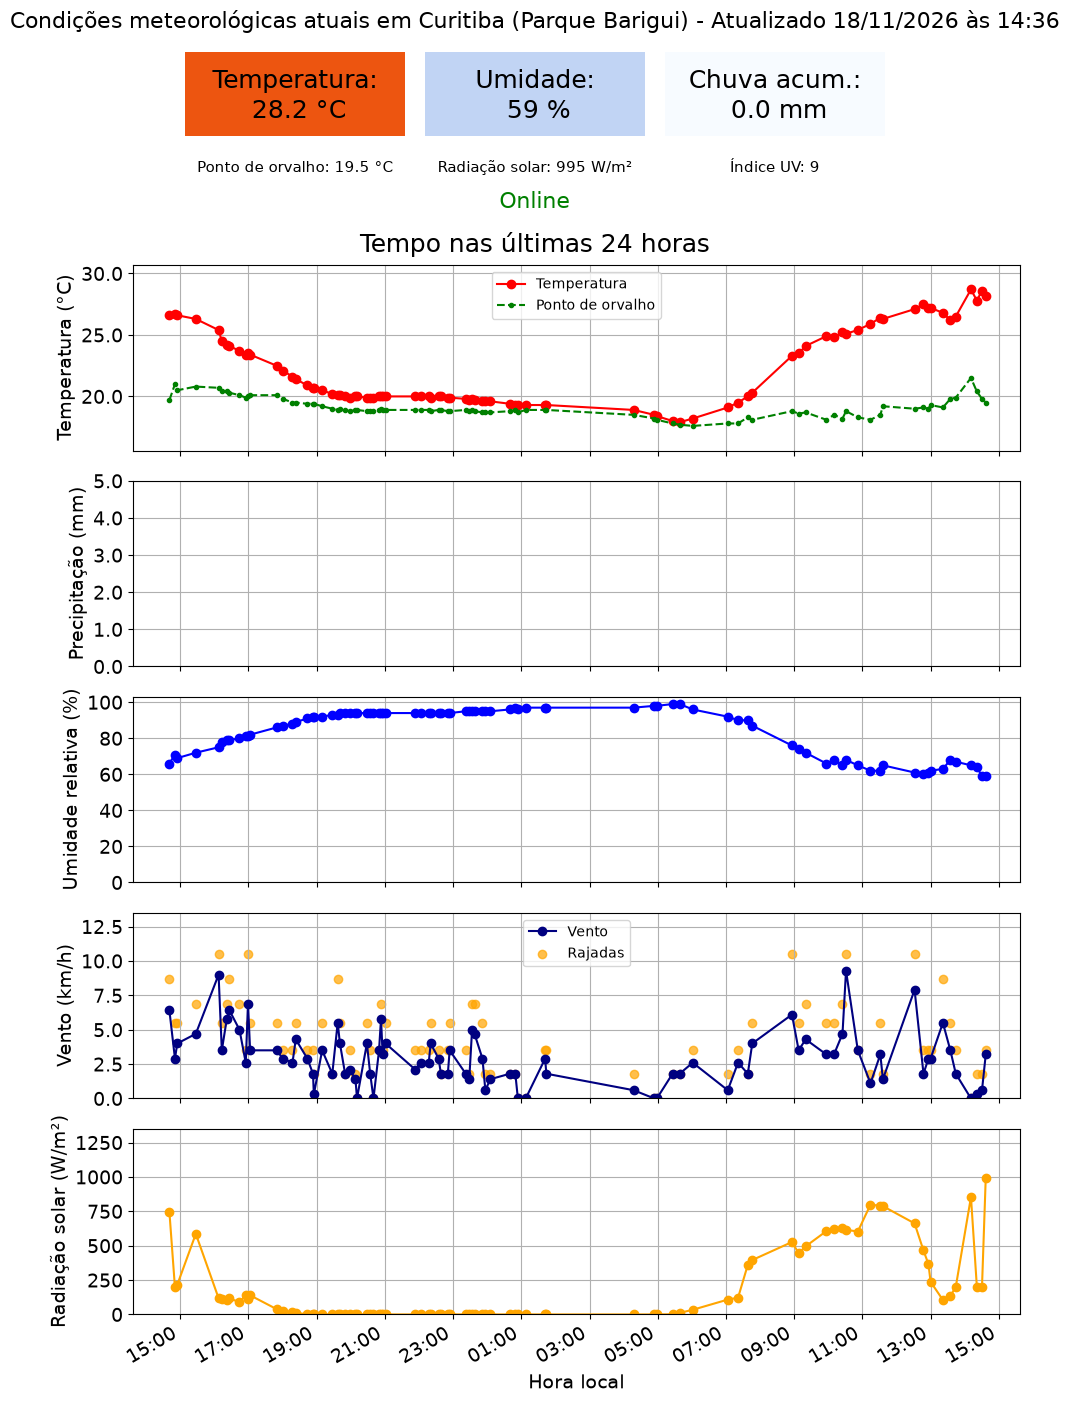 Condições meteorológicas atuais em Curitiba (Parque Barigui) - Atualizado 18/11/2026 às 14:36
Temperatura:
28.2 °C
Umidade:
59 %
Chuva acum.:
0.0 mm
Ponto de orvalho: 19.5 °C
Radiação solar: 995 W/m²
Índice UV: 9
Online
Tempo nas últimas 24 horas
Temperatura (°C)
30.0
25.0
20.0
Temperatura
Ponto de orvalho
Precipitação (mm)
5.0
4.0
3.0
2.0
1.0
0.0
Umidade relativa (%)
100
80
60
40
20
0
Vento (km/h)
12.5
10.0
7.5
5.0
2.5
0.0
Vento
Rajadas
Radiação solar (W/m²)
1250
1000
750
500
250
0
15:00
17:00
19:00
21:00
23:00
01:00
03:00
05:00
07:00
09:00
11:00
13:00
15:00
Hora local